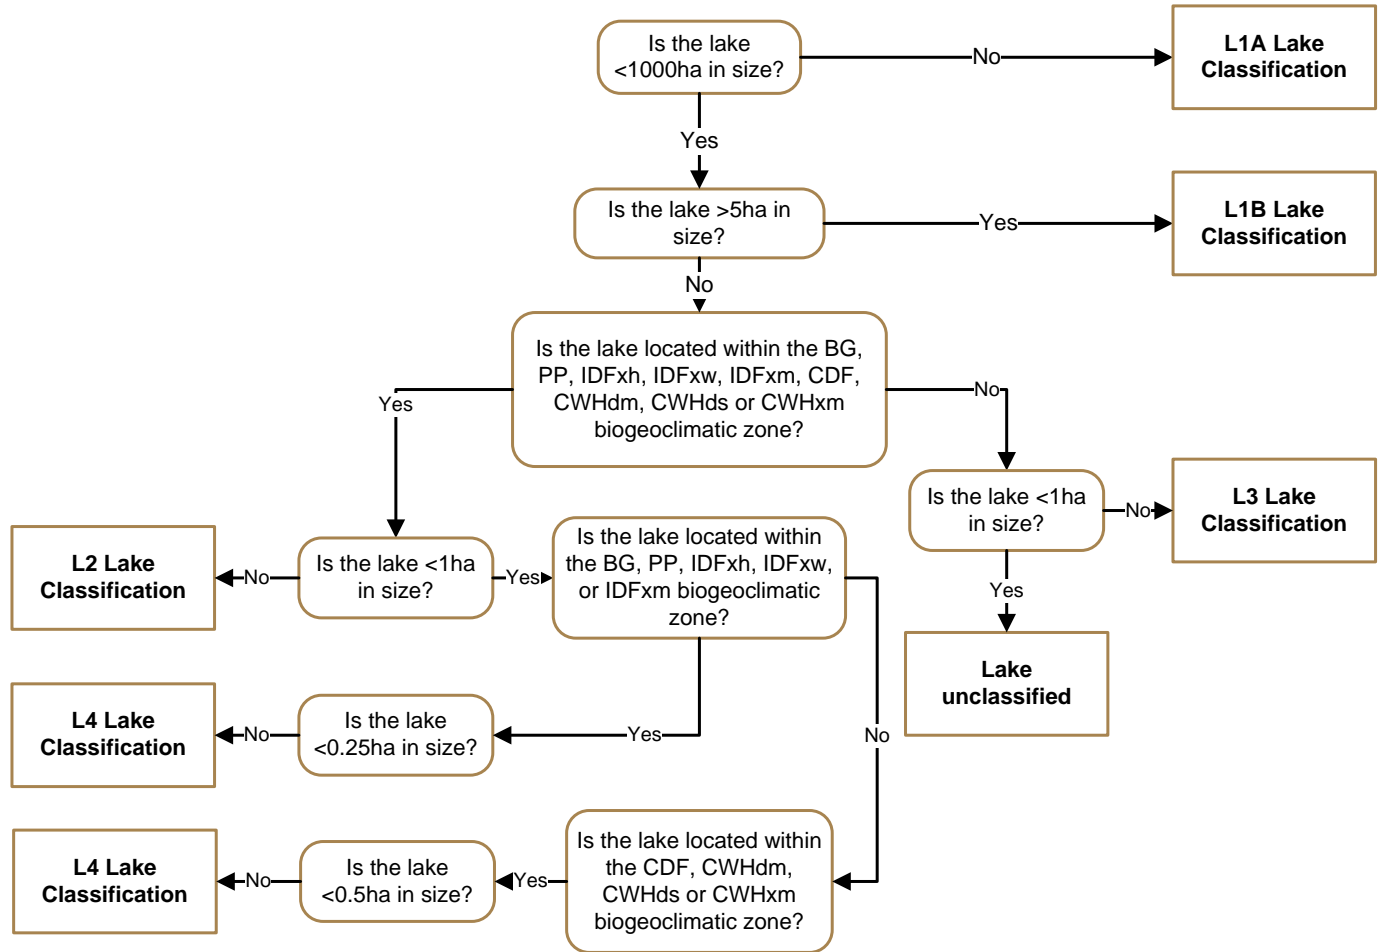 Is the lake
<1000ha in size?
No
L1A Lake
Classification
Yes
Is the lake >5ha in
size?
Yes
L1B Lake
Classification
No
Is the lake located within the BG,
PP, IDFxh, IDFxw, IDFxm, CDF,
CWHdm, CWHds or CWHxm
biogeoclimatic zone?
Yes
No
Is the lake <1ha
in size?
No
L3 Lake
Classification
Yes
Lake
unclassified
L2 Lake
Classification
No
Is the lake <1ha
in size?
Yes
Is the lake located within
the BG, PP, IDFxh, IDFxw,
or IDFxm biogeoclimatic
zone?
L4 Lake
Classification
No
Is the lake
<0.25ha in size?
Yes
No
L4 Lake
Classification
No
Is the lake
<0.5ha in size?
Yes
Is the lake located within
the CDF, CWHdm,
CWHds or CWHxm
biogeoclimatic zone?